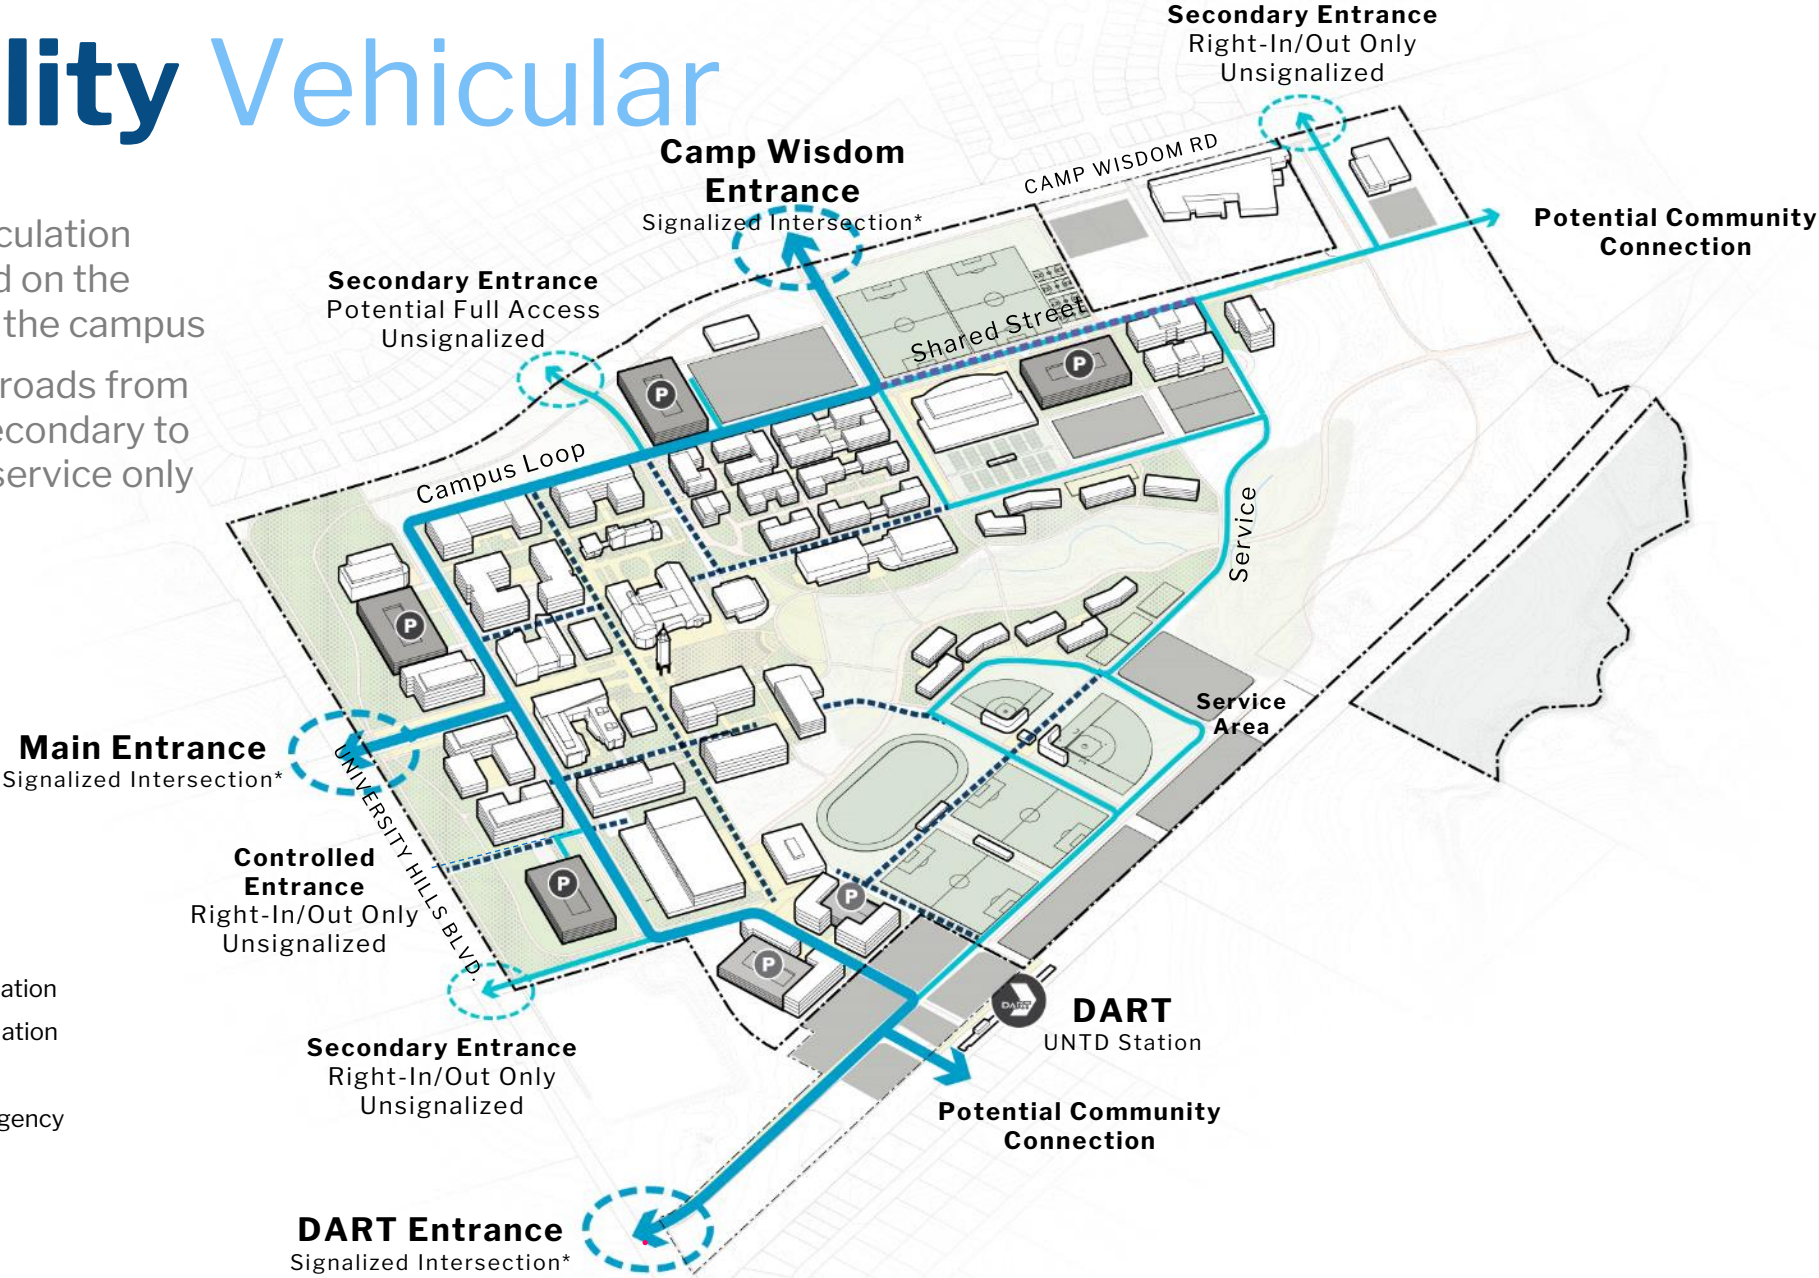 lity Vehicular
culation
d on the
the campus
roads from
econdary to
service only
Secondary Entrance
Right-In/Out Only
Unsignalized
Camp Wisdom
Entrance
Signalized Intersection*
CAMP WISDOM RD
Potential Community
Connection
Secondary Entrance
Potential Full Access
Unsignalized
Shared Street
P
P
Campus Loop
Service
P
Service
Area
Main Entrance
Signalized Intersection*
UNIVERSITY HILLS BLVD.
Controlled
Entrance
Right-In/Out Only
Unsignalized
P
P
P
ation
ation
gency
DART
DART
UNTD Station
Secondary Entrance
Right-In/Out Only
Unsignalized
Potential Community
Connection
DART Entrance
Signalized Intersection*